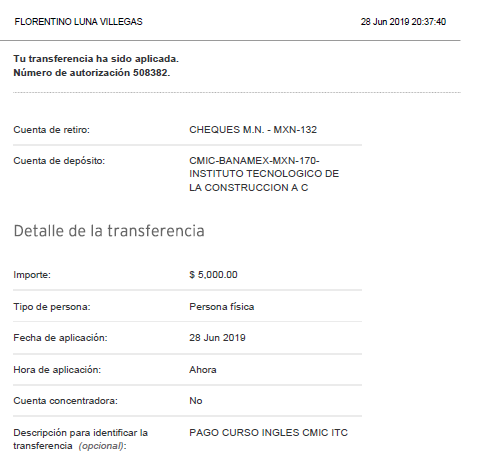 FLORENTINO LUNA VILLEGAS 28 Jun 2019 20:37:40
Tu transferencia ha sido aplicada.
Número de autorización 508382.
Cuenta de retiro: CHEQUES M.N. - MXN-132
Cuenta de depósito: CMIC-BANAMEX-MXN-170-
INSTITUTO TECNOLOGICO DE
LA CONSTRUCCION A C
Detalle de la transferencia
Importe: $ 5,000.00
Tipo de persona: Persona física
Fecha de aplicación: 28 Jun 2019
Hora de aplicación: Ahora
Cuenta concentradora: No
Descripción para identificar la PAGO CURSO INGLES CMIC ITC
transferencia (opcional):